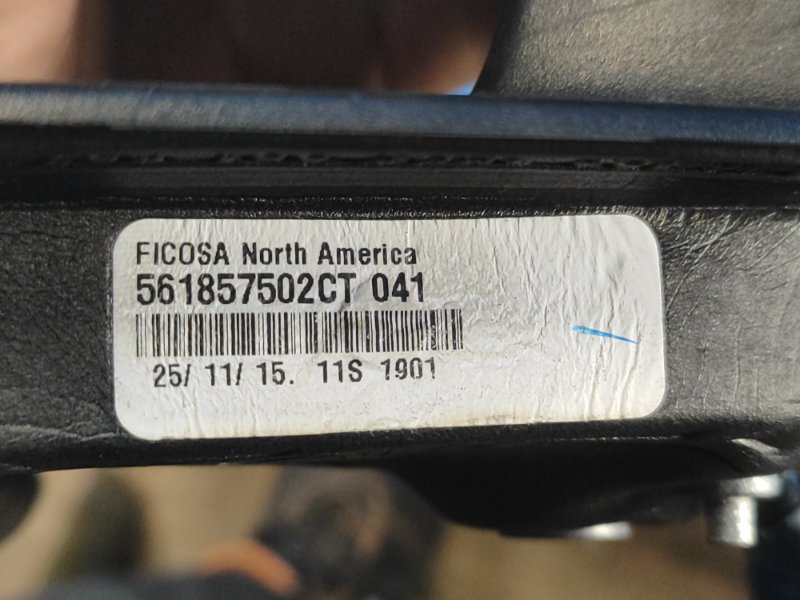 FICOSA North America
561857502CT 041
25/ 11/ 15. 11S 1901